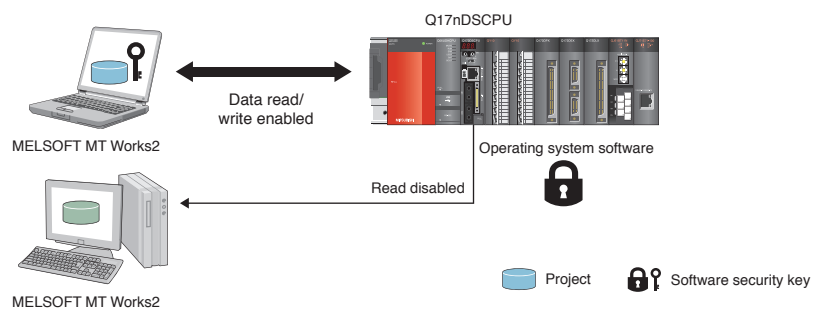 Q17nDSCPU
Data read/
write enabled
MELSOFT MT Works2
Operating system software
Read disabled
Project
Software security key
MELSOFT MT Works2